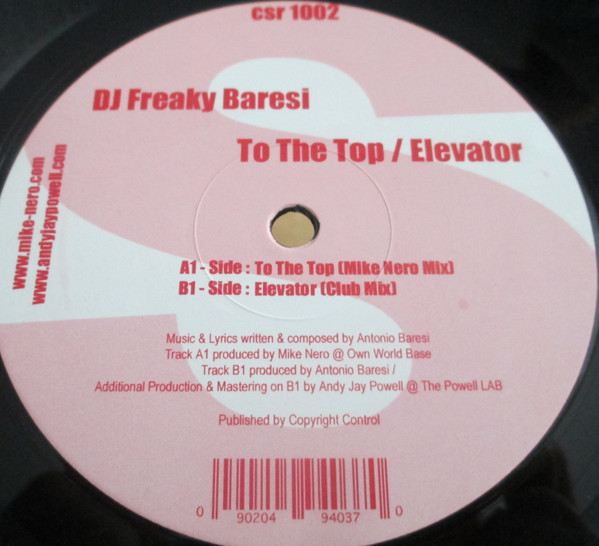 csr 1002
DJ Freaky Baresi
To The Top / Elevator
www.mike-nero.com
www.andyjaypowell.com
A1 - Side : To The Top (Mike Nero Mix)
B1 - Side : Elevator (Club Mix)
Music & Lyrics written & composed by Antonio Baresi
Track A1 produced by Mike Nero @ Own World Base
Track B1 produced by Antonio Baresi /
Additional Production & Mastering on B1 by Andy Jay Powell @ The Powell LAB
Published by Copyright Control
0 90204 94037 0